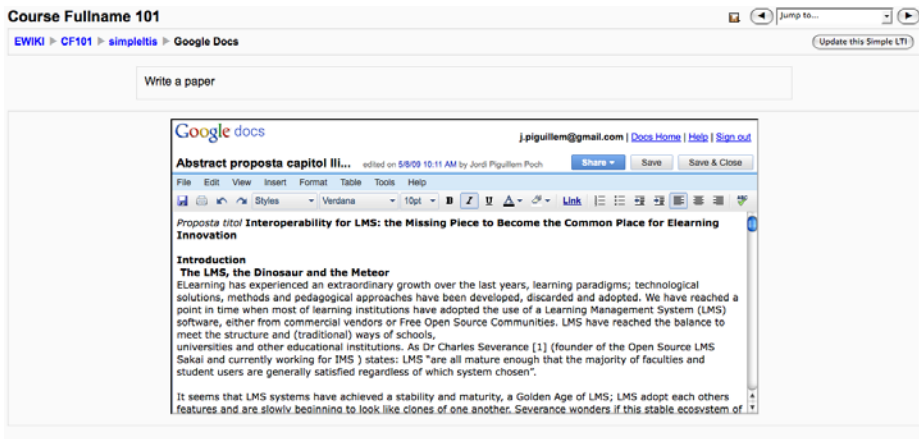 Course Fullname 101
Jump to...
EWIKI ▶ CF101 ▶ simpleltis ▶ Google Docs
Update this Simple LTI
Write a paper
Google docs
j.piguillem@gmail.com | Docs Home | Help | Sign out
Abstract proposta capitol lli... edited on 5/8/09 10:11 AM by Jordi Piguillem Poch Share Save Save & Close
File Edit View Insert Format Table Tools Help
Styles Verdana 10pt B I U A Link
Proposta titol Interoperability for LMS: the Missing Piece to Become the Common Place for Elearning
Innovation
Introduction
The LMS, the Dinosaur and the Meteor
ELearning has experienced an extraordinary growth over the last years, learning paradigms; technological
solutions, methods and pedagogical approaches have been developed, discarded and adopted. We have reached a
point in time when most of learning institutions have adopted the use of a Learning Management System (LMS)
software, either from commercial vendors or Free Open Source Communities. LMS have reached the balance to
meet the structure and (traditional) ways of schools,
universities and other educational institutions. As Dr Charles Severance [1] (founder of the Open Source LMS
Sakai and currently working for IMS ) states: LMS "are all mature enough that the majority of faculties and
student users are generally satisfied regardless of which system chosen".
It seems that LMS systems have achieved a stability and maturity, a Golden Age of LMS; LMS adopt each others
features and are slowly beginning to look like clones of one another. Severance wonders if this stable ecosystem of